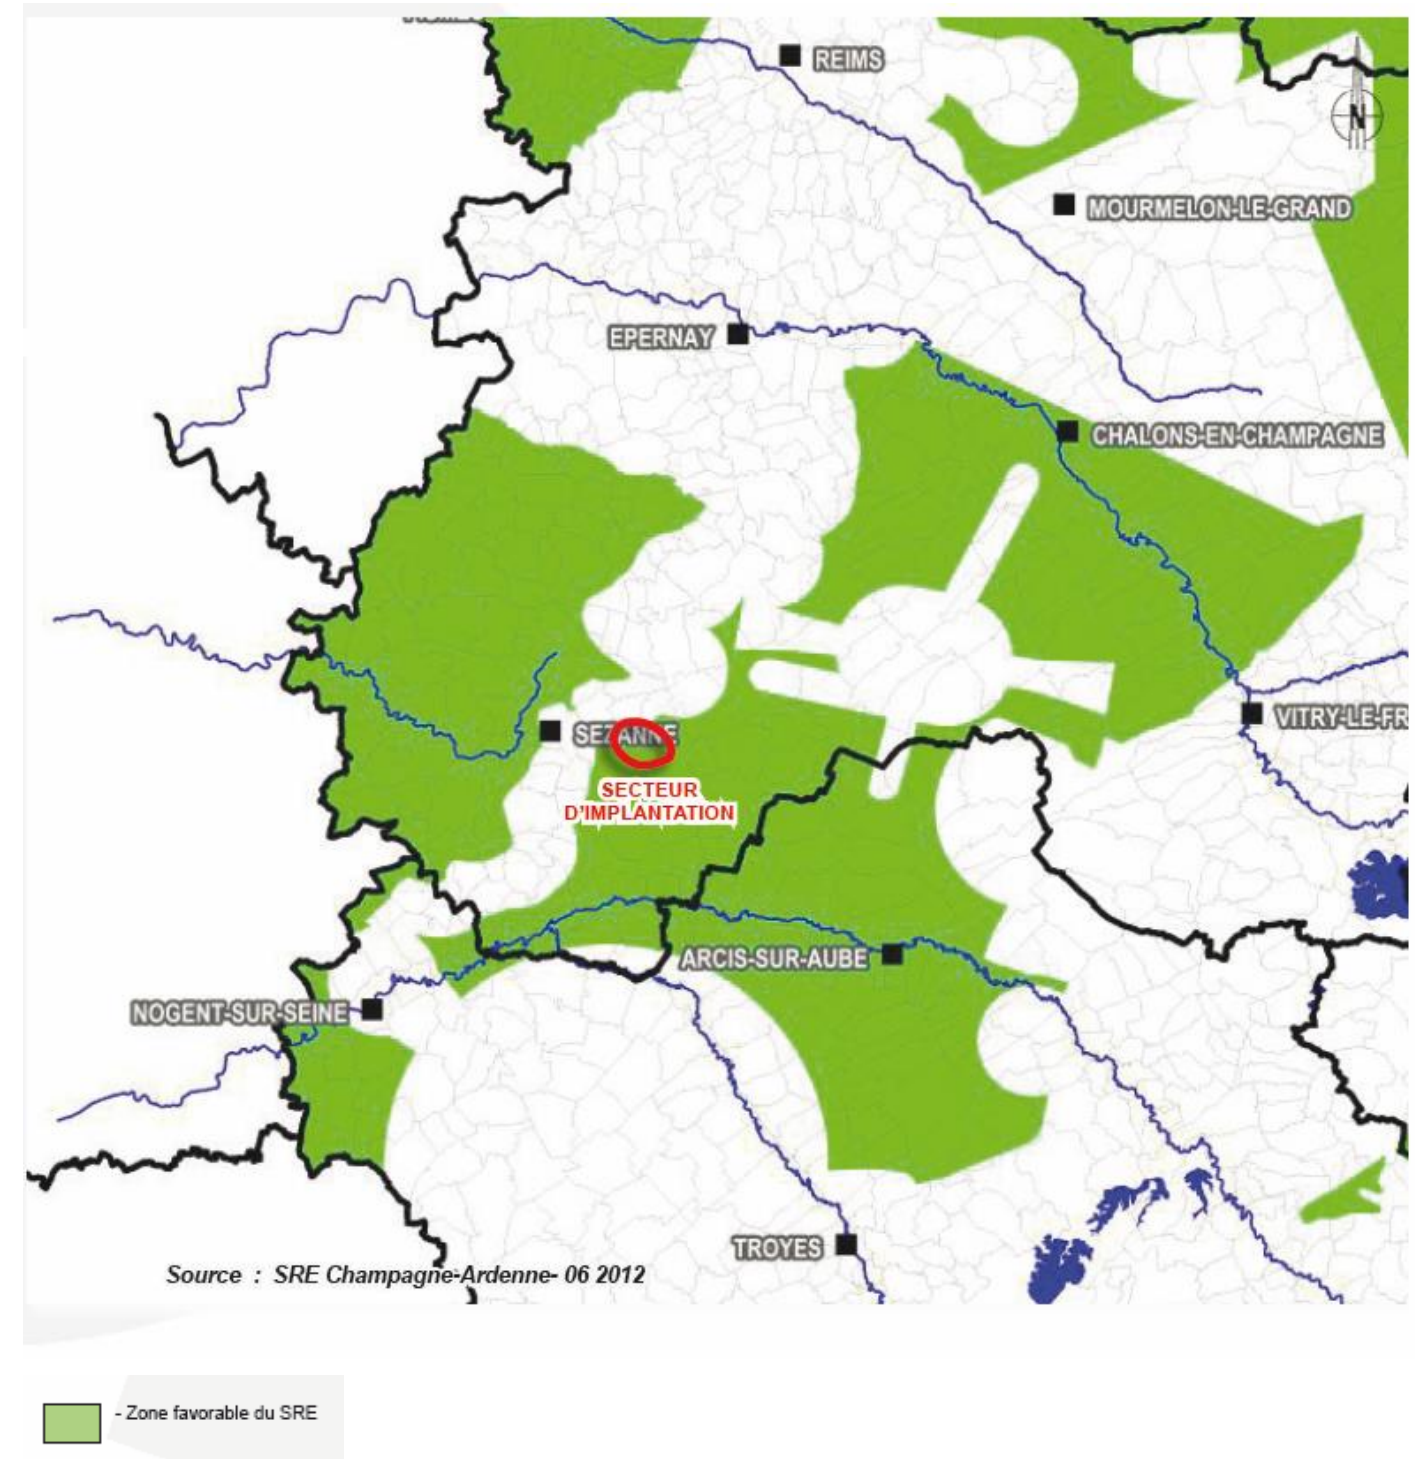 REIMS
N
MOURMELON-LE-GRAND
EPERNAY
CHALONS-EN-CHAMPAGNE
SEZANNE
VITRY-LE-FR
SECTEUR
D'IMPLANTATION
ARCIS-SUR-AUBE
NOGENT-SUR-SEINE
TROYES
Source : SRE Champagne-Ardenne- 06 2012
- Zone favorable du SRE